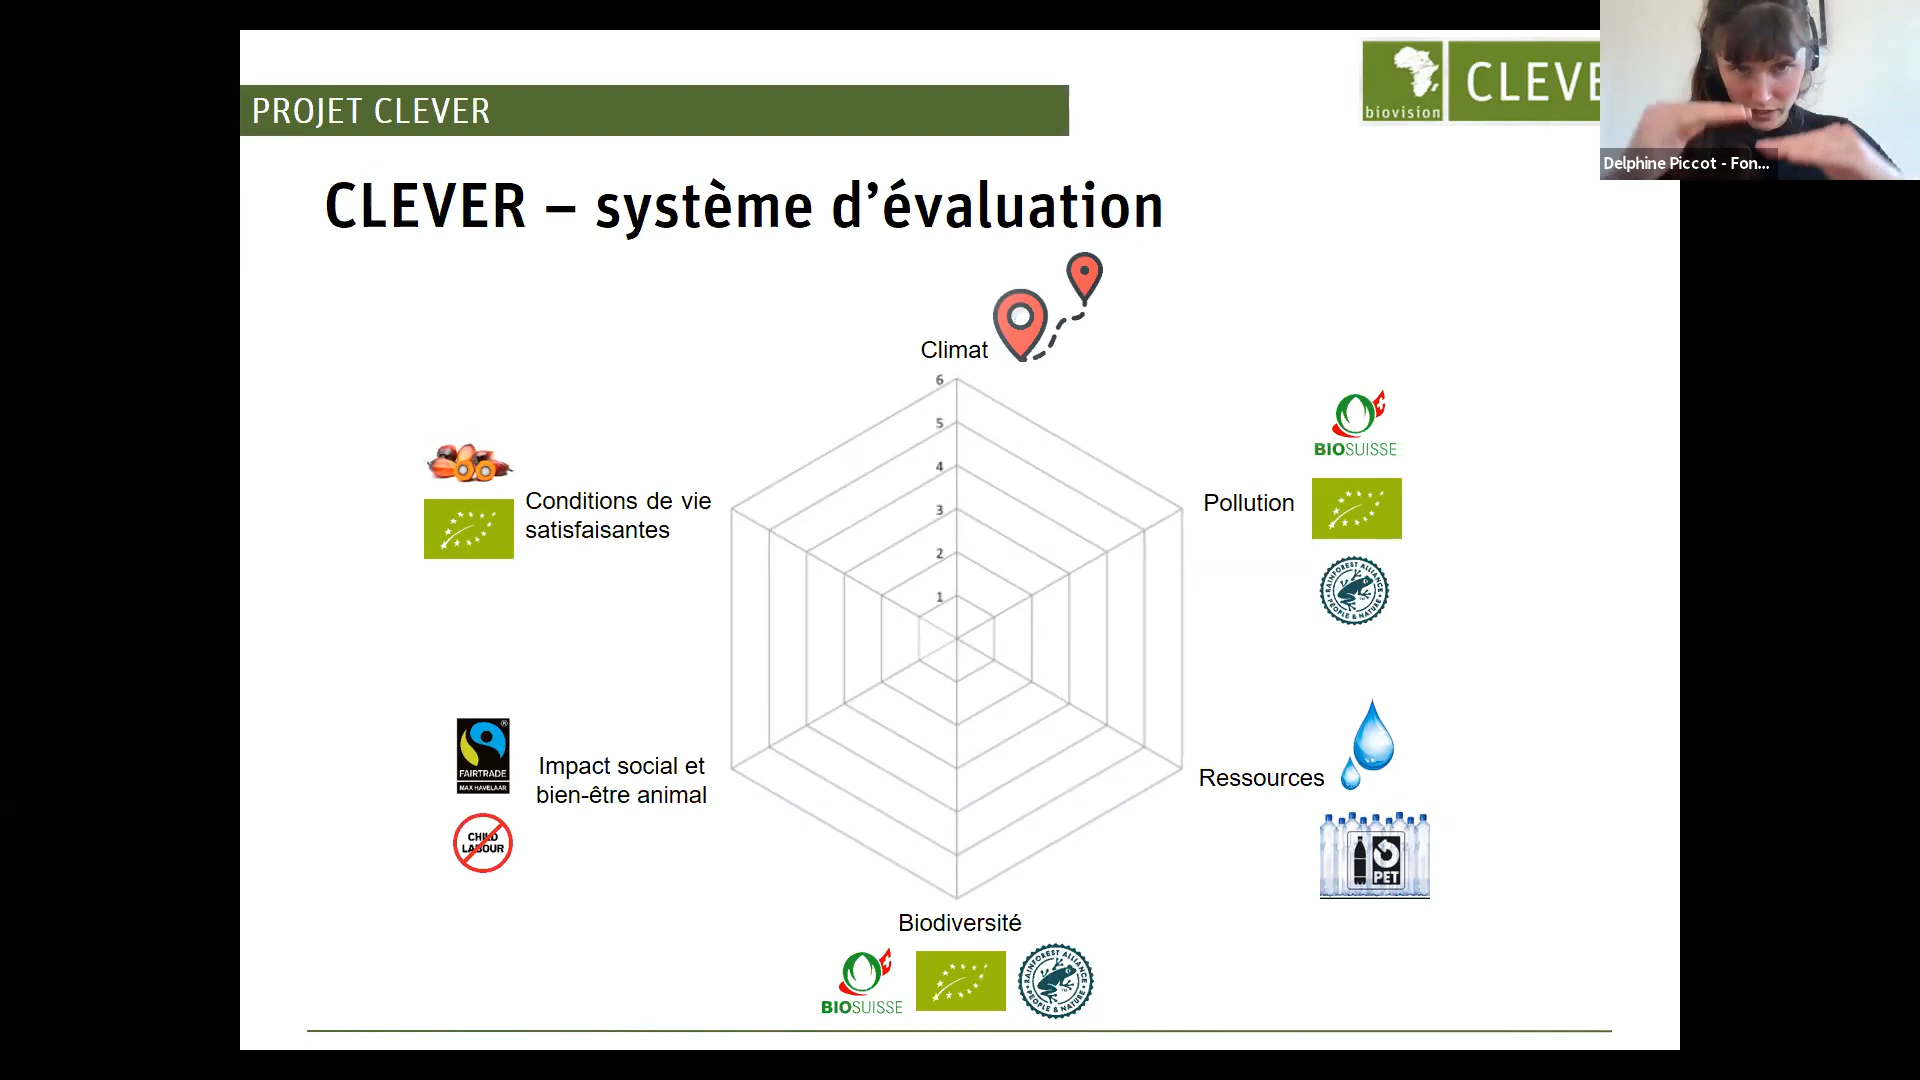 PROJET CLEVER
biovision
CLEVE
Delphine Piccot - Fon...
CLEVER – système d’évaluation
Climat
6
5
4
3
2
1
BIOSUISSE
Pollution
RAINFOREST ALLIANCE
PEOPLE & NATURE
Conditions de vie
satisfaisantes
FAIRTRADE
MAX HAVELAAR
Impact social et
bien-être animal
CHILD
LABOUR
Ressources
PET
Biodiversité
BIOSUISSE
RAINFOREST ALLIANCE
PEOPLE & NATURE